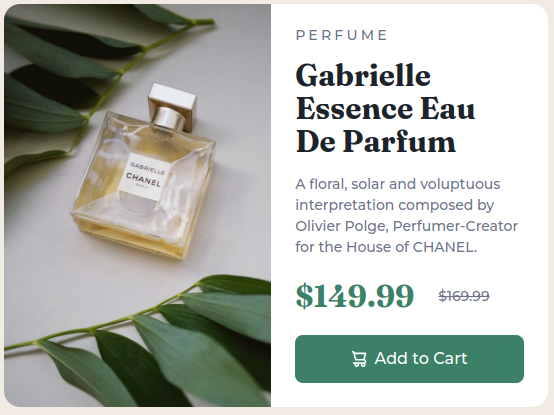 GABRIELLE
CHANEL
PARIS
PERFUME
Gabrielle
Essence Eau
De Parfum
A floral, solar and voluptuous
interpretation composed by
Olivier Polge, Perfumer-Creator
for the House of CHANEL.
$149.99 $169.99
Add to Cart